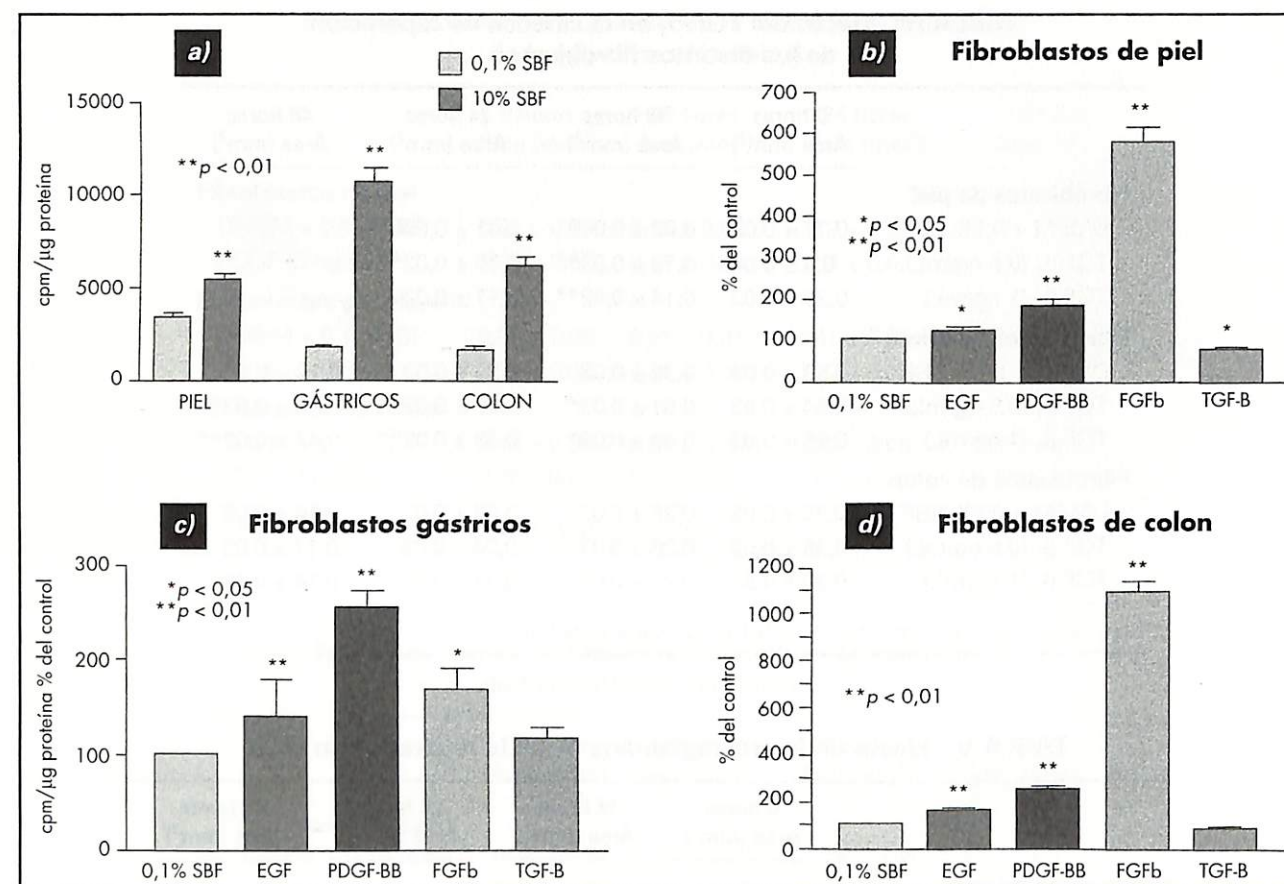 a)
0,1% SBF
10% SBF
15000
10000
5000
0
cpm/µg proteína
**p < 0,01
**
**
**
PIEL GÁSTRICOS COLON
b) Fibroblastos de piel
700
600
500
400
300
200
100
0
% del control
*p < 0,05
**p < 0,01
*
**
**
*
0,1% SBF EGF PDGF-BB FGFb TGF-B
c) Fibroblastos gástricos
300
200
100
0
cpm/µg proteína % del control
*p < 0,05
**p < 0,01
**
**
*
0,1% SBF EGF PDGF-BB FGFb TGF-B
d) Fibroblastos de colon
1200
1100
1000
800
600
400
200
0
% del control
**p < 0,01
**
**
**
0,1% SBF EGF PDGF-BB FGFb TGF-B